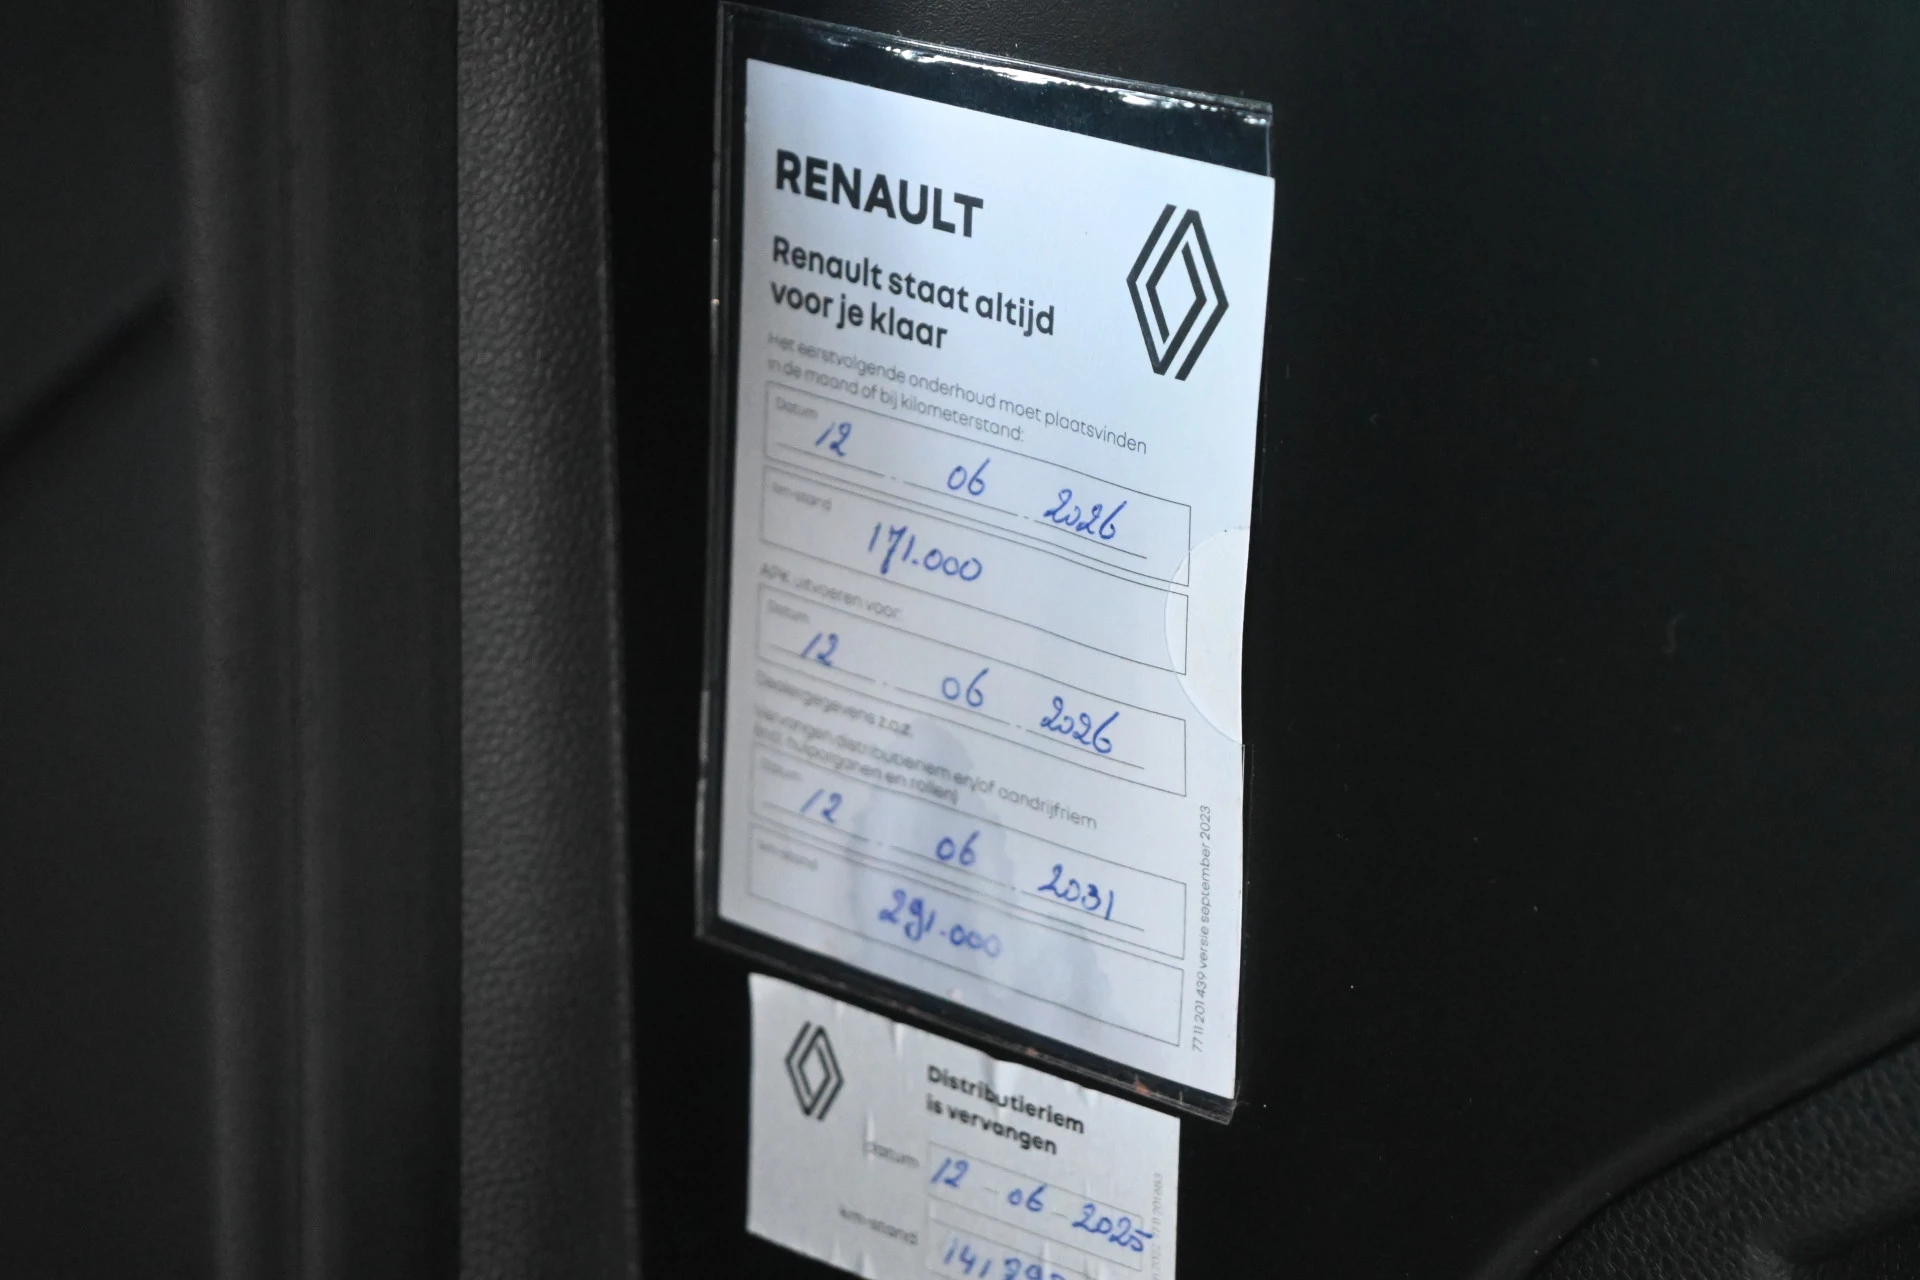 RENAULT
Renault staat altijd
voor je klaar
Het eerstvolgende onderhoud moet plaatsvinden
in de maand of bij kilometerstand:
Datum
12 06 2026
km-stand
171.000
APK uitvoeren voor:
Datum
12 06 2026
Dealergegevens z.o.z.
Vervangen distributieriem en/of aandrijfriem
(incl. hulporganen en rollen)
Datum
12 06 2031
km-stand
291.000
77 11 201 439 versie september 2023
Distributieriem
is vervangen
Datum
12 - 06 - 2025
km-stand